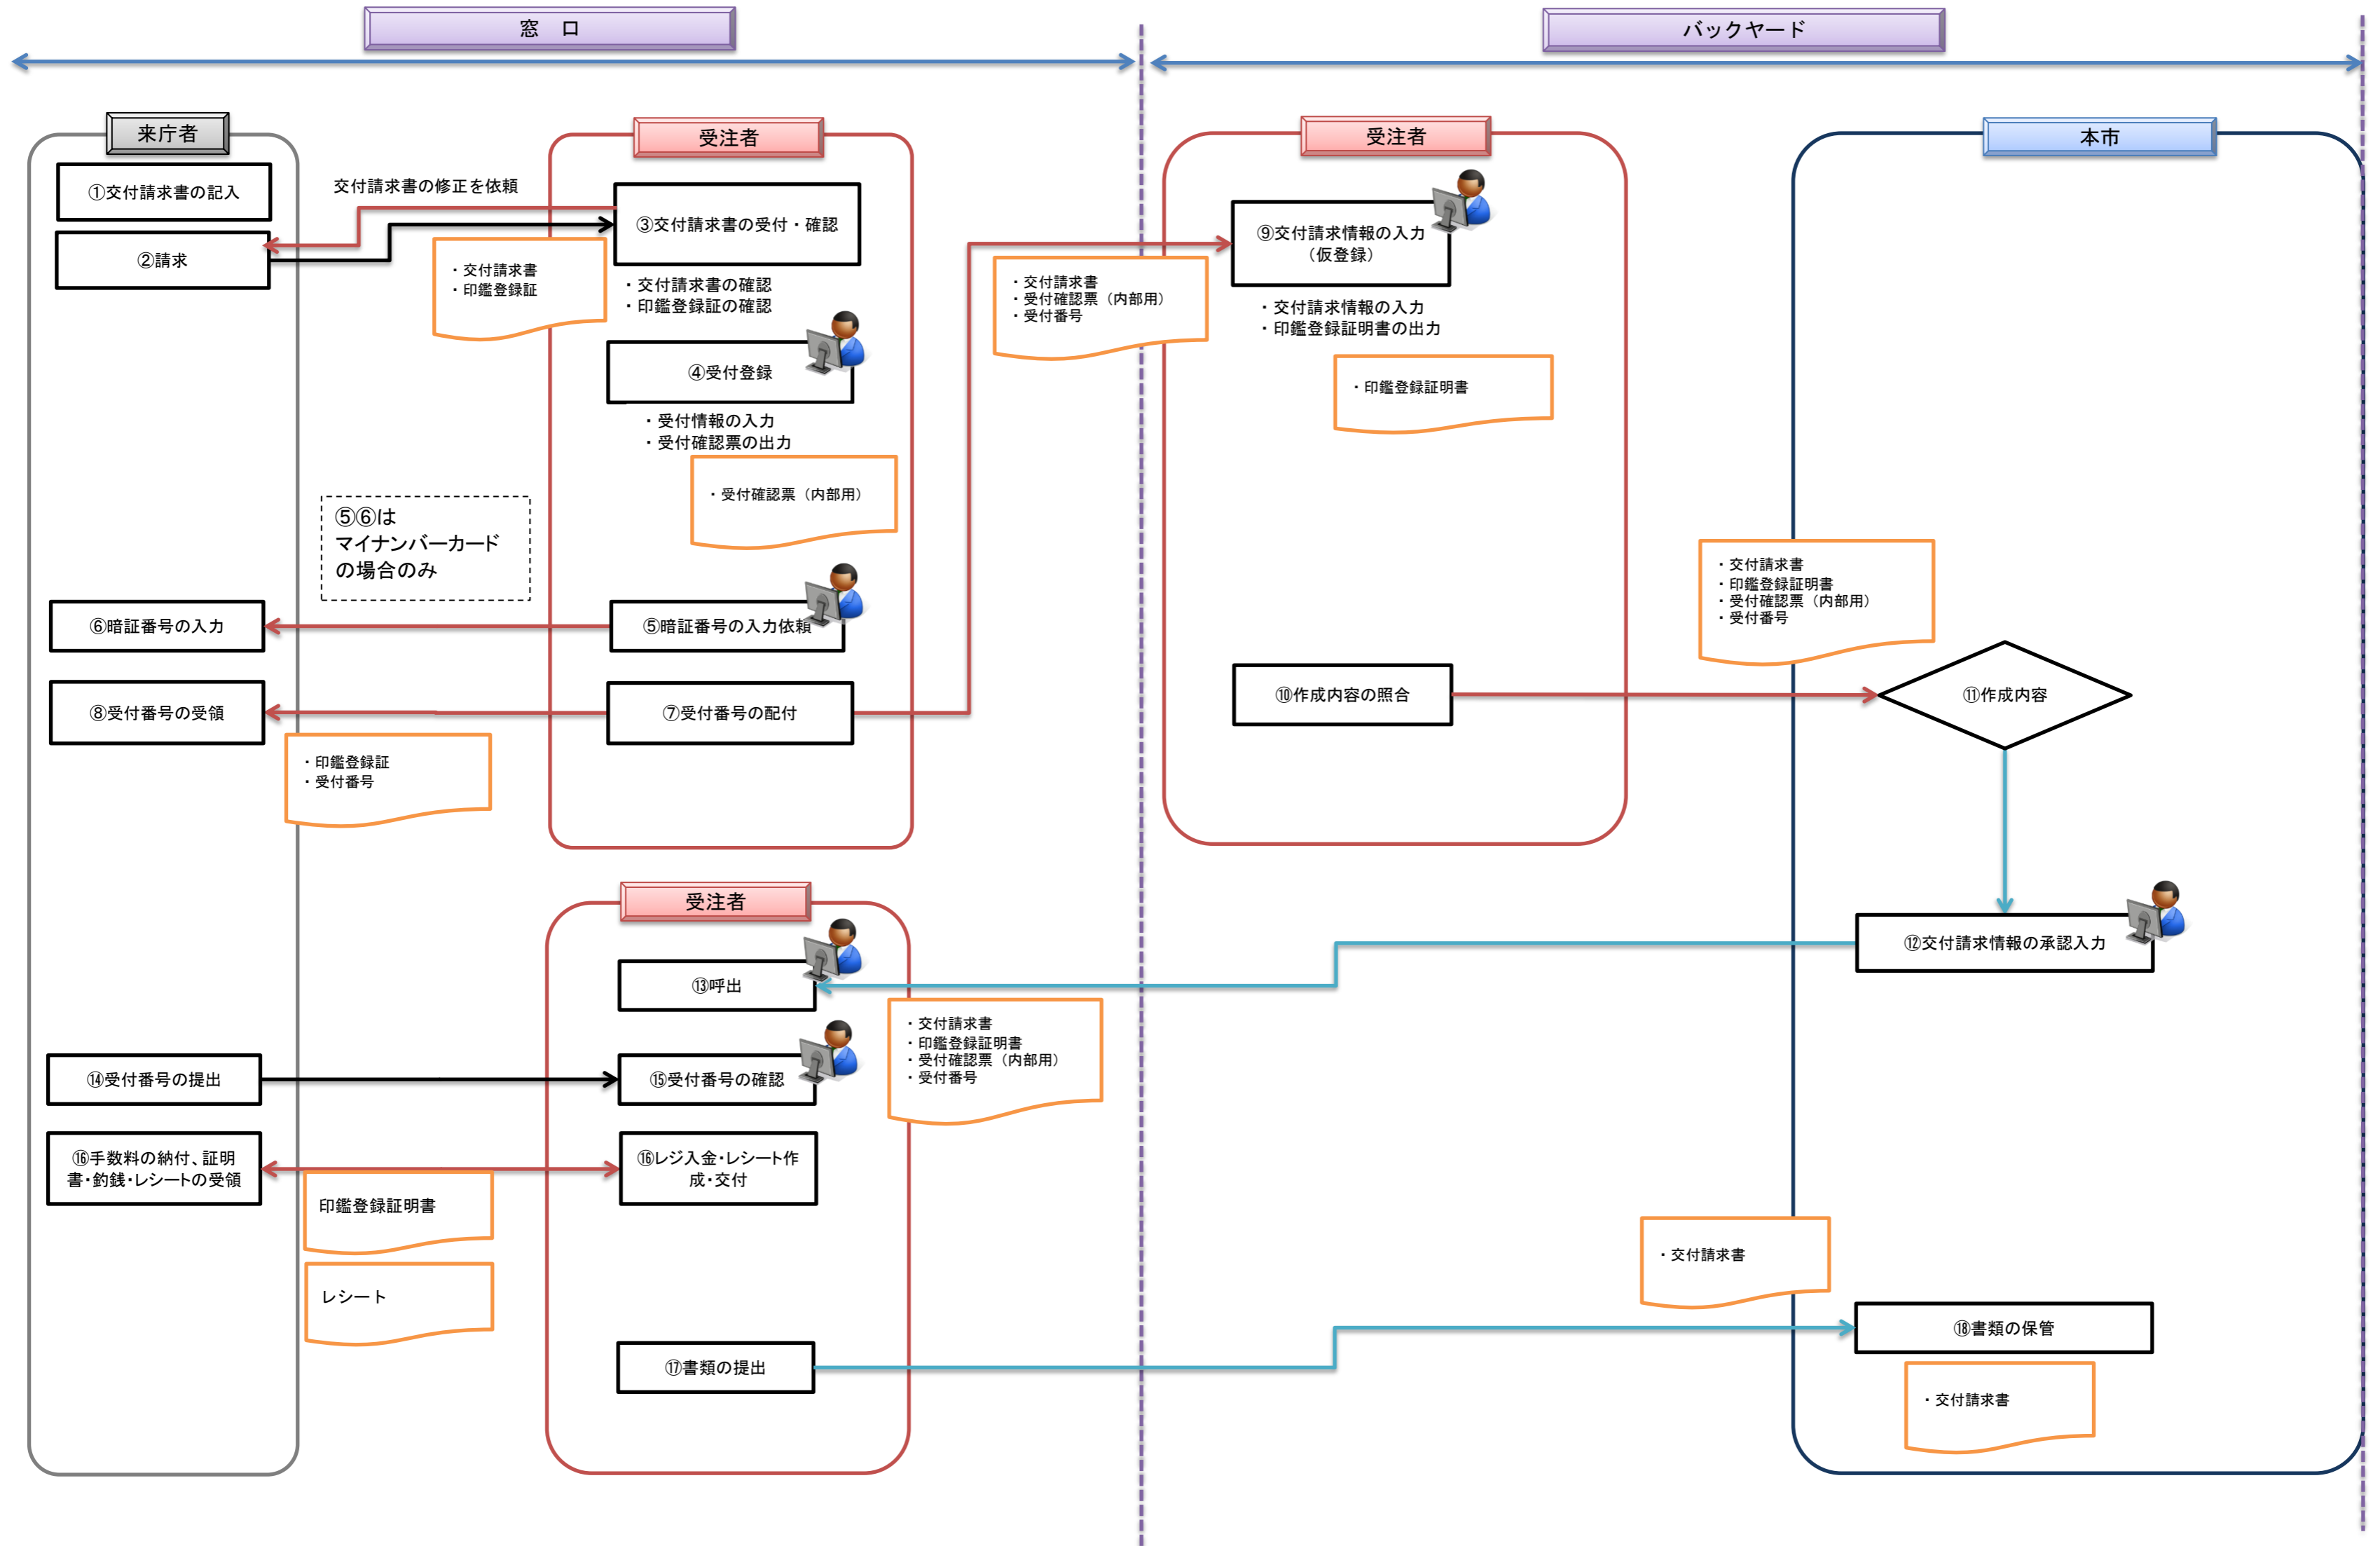 窓　口
バックヤード
来庁者
受注者
受注者
本市
①交付請求書の記入
②請求
交付請求書の修正を依頼
③交付請求書の受付・確認
・交付請求書
・印鑑登録証
・交付請求書の確認
・印鑑登録証の確認
④受付登録
・受付情報の入力
・受付確認票の出力
・受付確認票（内部用）
⑤⑥は
マイナンバーカード
の場合のみ
⑥暗証番号の入力
⑤暗証番号の入力依頼
⑧受付番号の受領
⑦受付番号の配付
・印鑑登録証
・受付番号
・交付請求書
・受付確認票（内部用）
・受付番号
⑨交付請求情報の入力
（仮登録）
・交付請求情報の入力
・印鑑登録証明書の出力
・印鑑登録証明書
・交付請求書
・印鑑登録証明書
・受付確認票（内部用）
・受付番号
⑩作成内容の照合
⑪作成内容
受注者
⑫交付請求情報の承認入力
⑬呼出
・交付請求書
・印鑑登録証明書
・受付確認票（内部用）
・受付番号
⑭受付番号の提出
⑮受付番号の確認
⑯手数料の納付、証明
書・釣銭・レシートの受領
⑯レジ入金・レシート作
成・交付
印鑑登録証明書
レシート
・交付請求書
⑰書類の提出
⑱書類の保管
・交付請求書